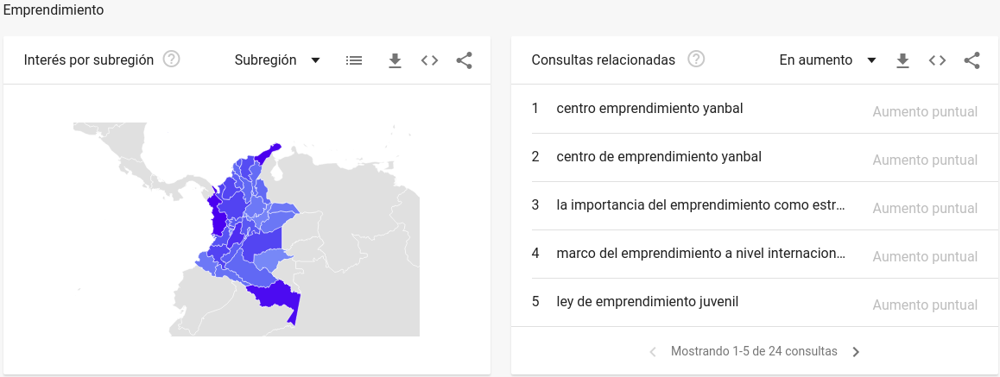 Emprendimiento
Interés por subregión
Subregión
Consultas relacionadas
En aumento
1 centro emprendimiento yanbal Aumento puntual
2 centro de emprendimiento yanbal Aumento puntual
3 la importancia del emprendimiento como estr... Aumento puntual
4 marco del emprendimiento a nivel internacion... Aumento puntual
5 ley de emprendimiento juvenil Aumento puntual
Mostrando 1-5 de 24 consultas